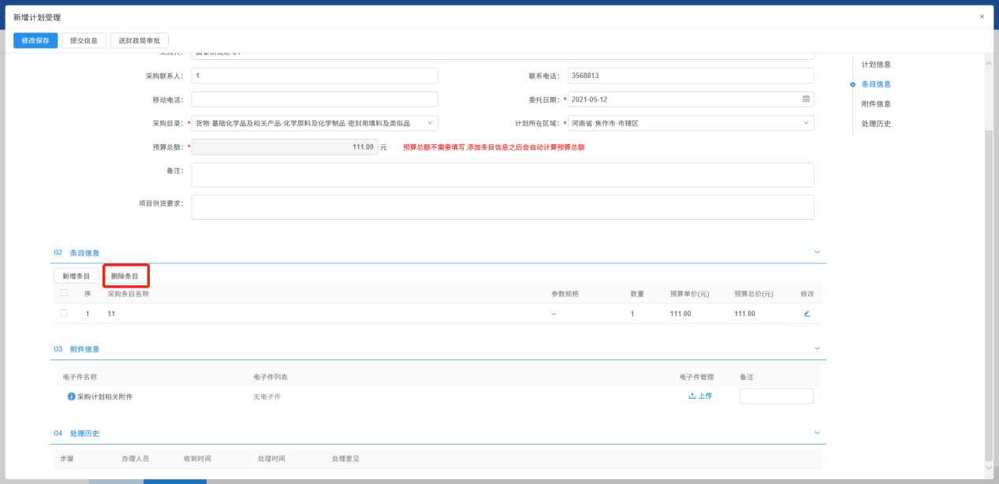 新增计划受理
×
修改保存 提交信息 送财政局审批
采购联系人： 1 联系电话： 3568813
移动电话： 委托日期：* 2021-05-12
采购目录：* 货物·基础化学品及相关产品·化学原料及化学制品·密封用填料及类似品 计划所在区域：* 河南省·焦作市·市辖区
预算总额：* 111.00 元 预算总额不需要填写,添加条目信息之后会自动计算预算总额
备注：
项目供货要求：
计划信息
条目信息
附件信息
处理历史
02 条目信息
新增条目 删除条目
序 采购条目名称 参数规格 数量 预算单价(元) 预算总价(元) 修改
1 11 -- 1 111.00 111.00
03 附件信息
电子件名称 电子件列表 电子件管理 备注
采购计划相关附件 无电子件 上传
04 处理历史
步骤 办理人员 收到时间 处理时间 处理意见